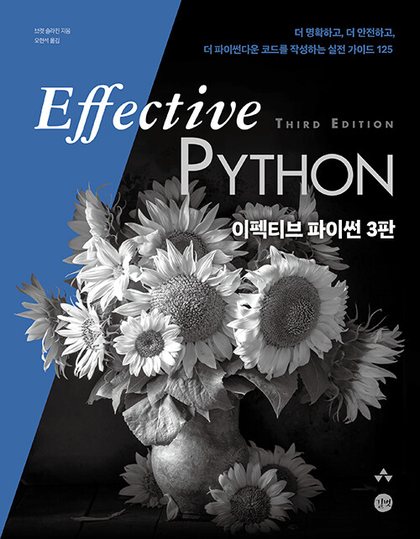 브렛 슬라킨 지음
오현석 옮김
더 명확하고, 더 안전하고,
더 파이썬다운 코드를 작성하는 실전 가이드 125
Effective
THIRD EDITION
PYTHON
이펙티브 파이썬 3판
길벗